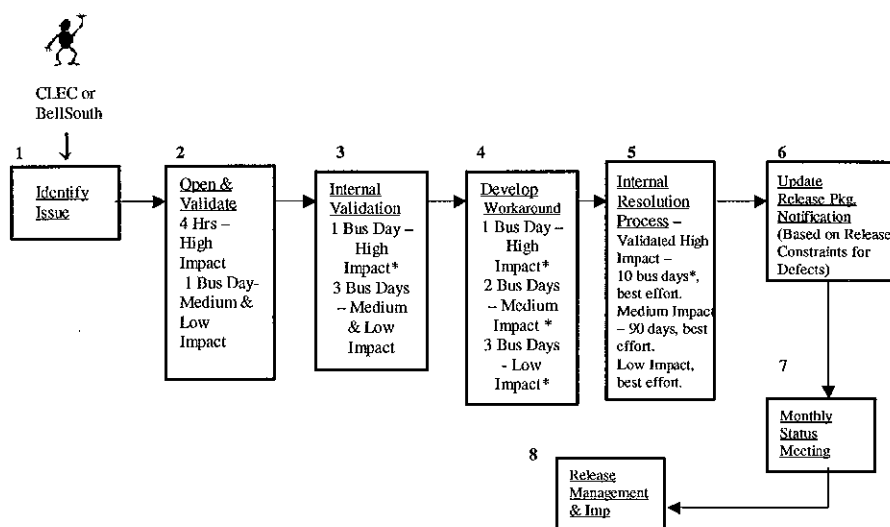 CLEC or
BellSouth
1
Identify
Issue
2
Open &
Validate
4 Hrs –
High
Impact
1 Bus Day-
Medium &
Low
Impact
3
Internal
Validation
1 Bus Day –
High
Impact*
3 Bus Days
– Medium
& Low
Impact
4
Develop
Workaround
1 Bus Day –
High
Impact*
2 Bus Days
– Medium
Impact *
3 Bus Days
- Low
Impact*
5
Internal
Resolution
Process –
Validated High
Impact –
10 bus days*,
best effort.
Medium Impact
– 90 days, best
effort.
Low Impact,
best effort.
6
Update
Release Pkg.
Notification
(Based on Release
Constraints for
Defects)
7
Monthly
Status
Meeting
8
Release
Management
& Imp